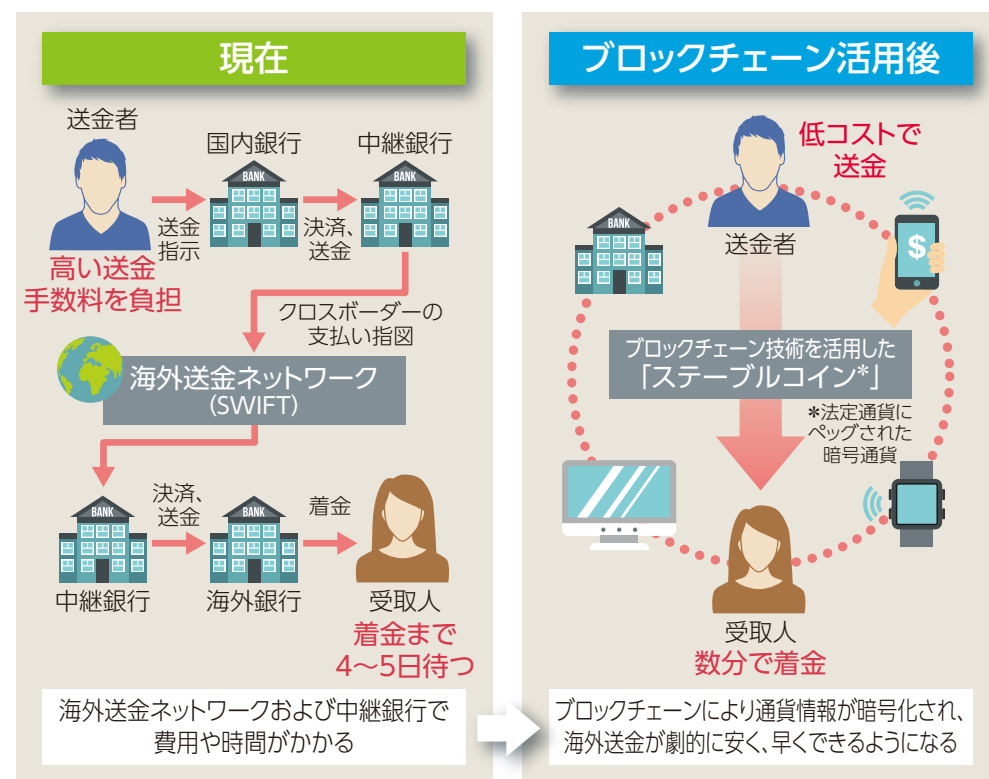 現在
送金者
国内銀行
中継銀行
BANK
BANK
送金
指示
決済、
送金
高い送金
手数料を負担
クロスボーダーの
支払い指図
海外送金ネットワーク
(SWIFT)
決済、
送金
着金
BANK
BANK
中継銀行
海外銀行
受取人
着金まで
4〜5日待つ
海外送金ネットワークおよび中継銀行で
費用や時間がかかる
ブロックチェーン活用後
低コストで
送金
送金者
BANK
$
ブロックチェーン技術を活用した
「ステーブルコイン*」
*法定通貨に
ペッグされた
暗号通貨
受取人
数分で着金
ブロックチェーンにより通貨情報が暗号化され、
海外送金が劇的に安く、早くできるようになる